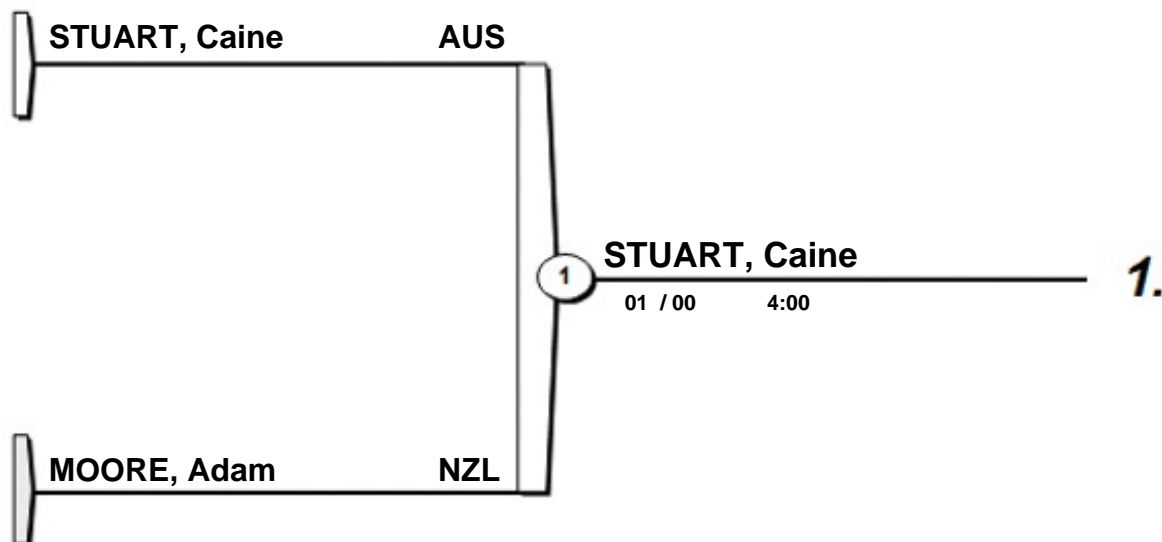 STUART, Caine AUS
STUART, Caine
1
1.
01 / 00 4:00
MOORE, Adam NZL